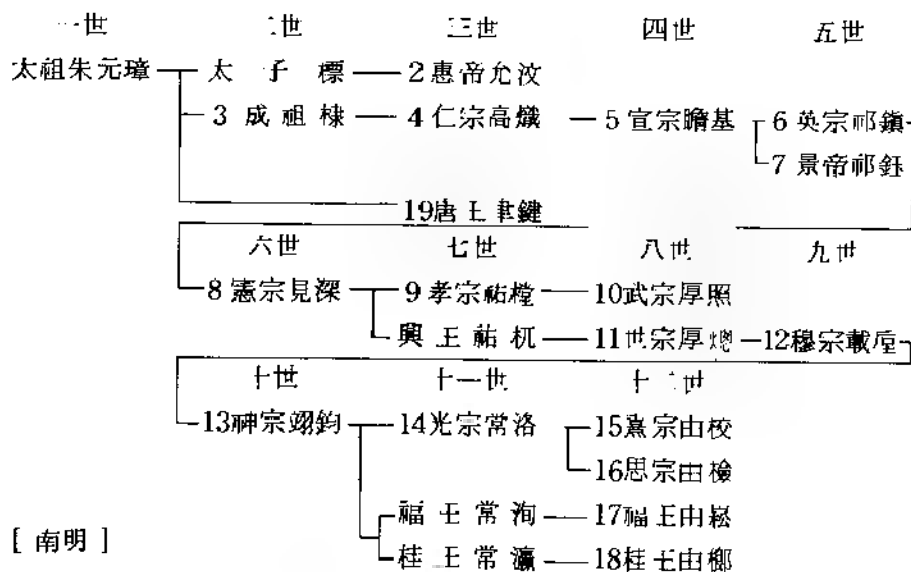 一世 二世 三世 四世 五世
太祖朱元璋 太子標 2惠帝允炆
3成祖棣 4仁宗高熾 5宣宗瞻基 6英宗祁鎮
7景帝祁鈺
19唐王聿鍵
六世 七世 八世 九世
8憲宗見深 9孝宗祐樘 10武宗厚照
興王祐杬 11世宗厚熜 12穆宗載垕
十世 十一世 十二世
13神宗翊鈞 14光宗常洛 15熹宗由校
16思宗由檢
福王常洵 17福王由崧
[南明] 桂王常瀛 18桂王由榔